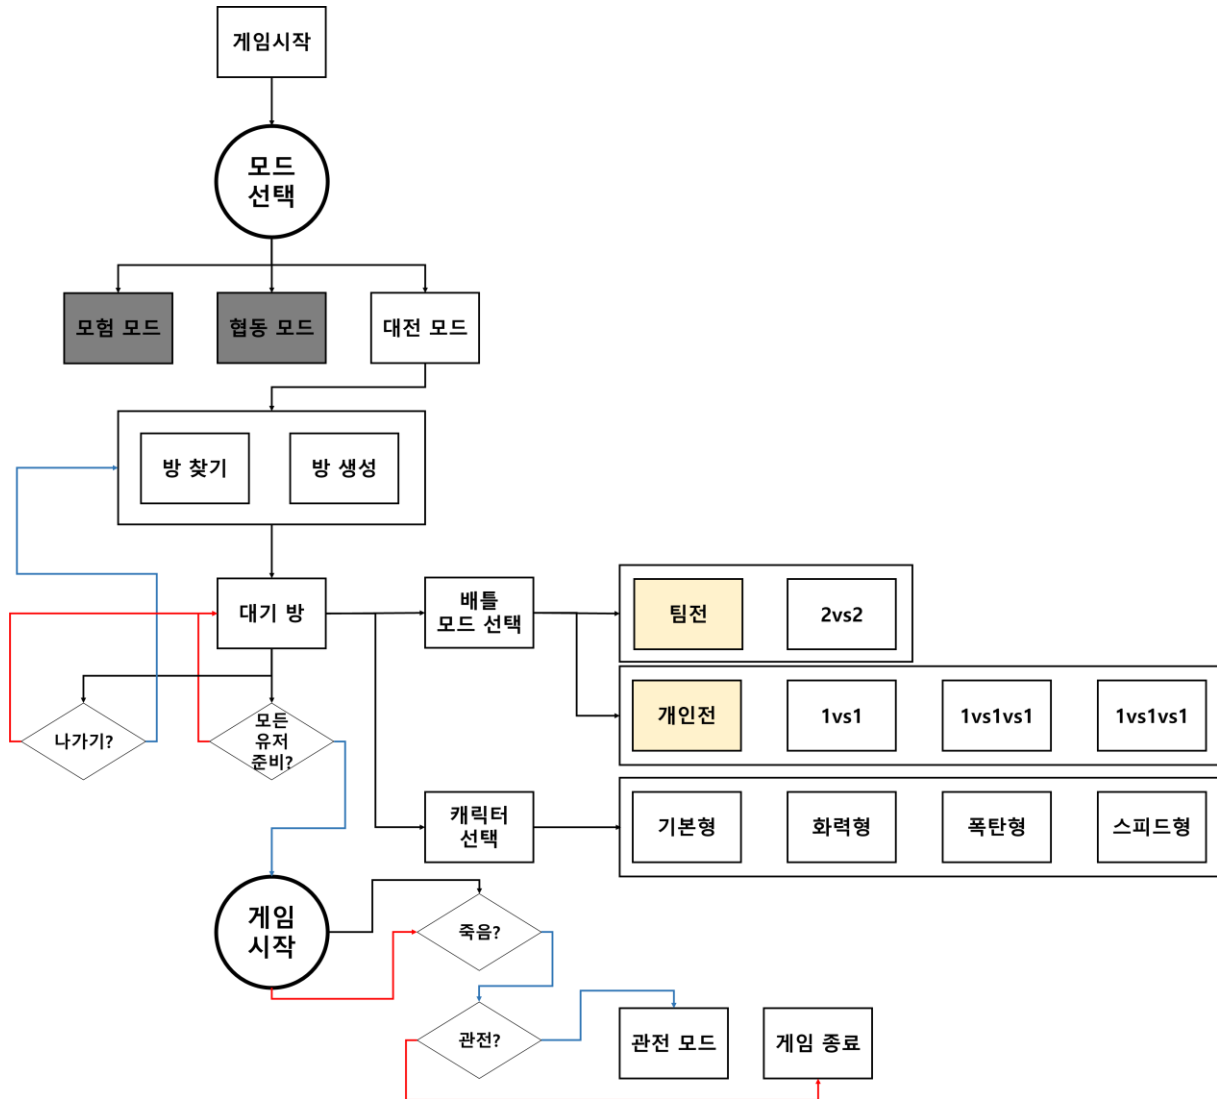 게임시작
모드
선택
모험 모드
협동 모드
대전 모드
방 찾기
방 생성
대기 방
배틀
모드 선택
팀전
2vs2
개인전
1vs1
1vs1vs1
1vs1vs1
나가기?
모든
유저
준비?
캐릭터
선택
기본형
화력형
폭탄형
스피드형
게임
시작
죽음?
관전?
관전 모드
게임 종료